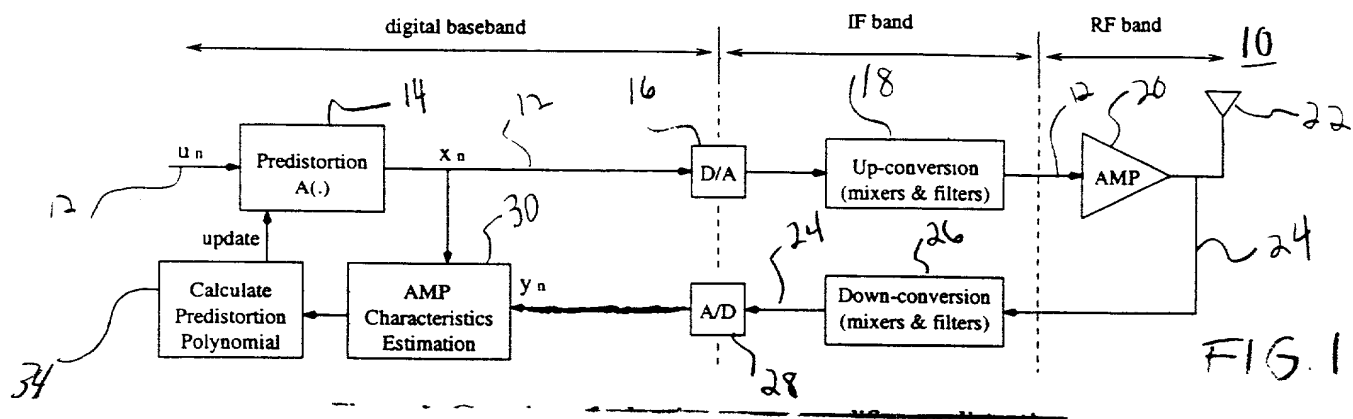 digital baseband
IF band
RF band
10
14
12
16
18
12
20
22
u n
Predistortion
A(.)
x n
D/A
Up-conversion
(mixers & filters)
AMP
12
update
30
24
26
24
Calculate
Predistortion
Polynomial
AMP
Characteristics
Estimation
y n
A/D
Down-conversion
(mixers & filters)
34
28
FIG. 1